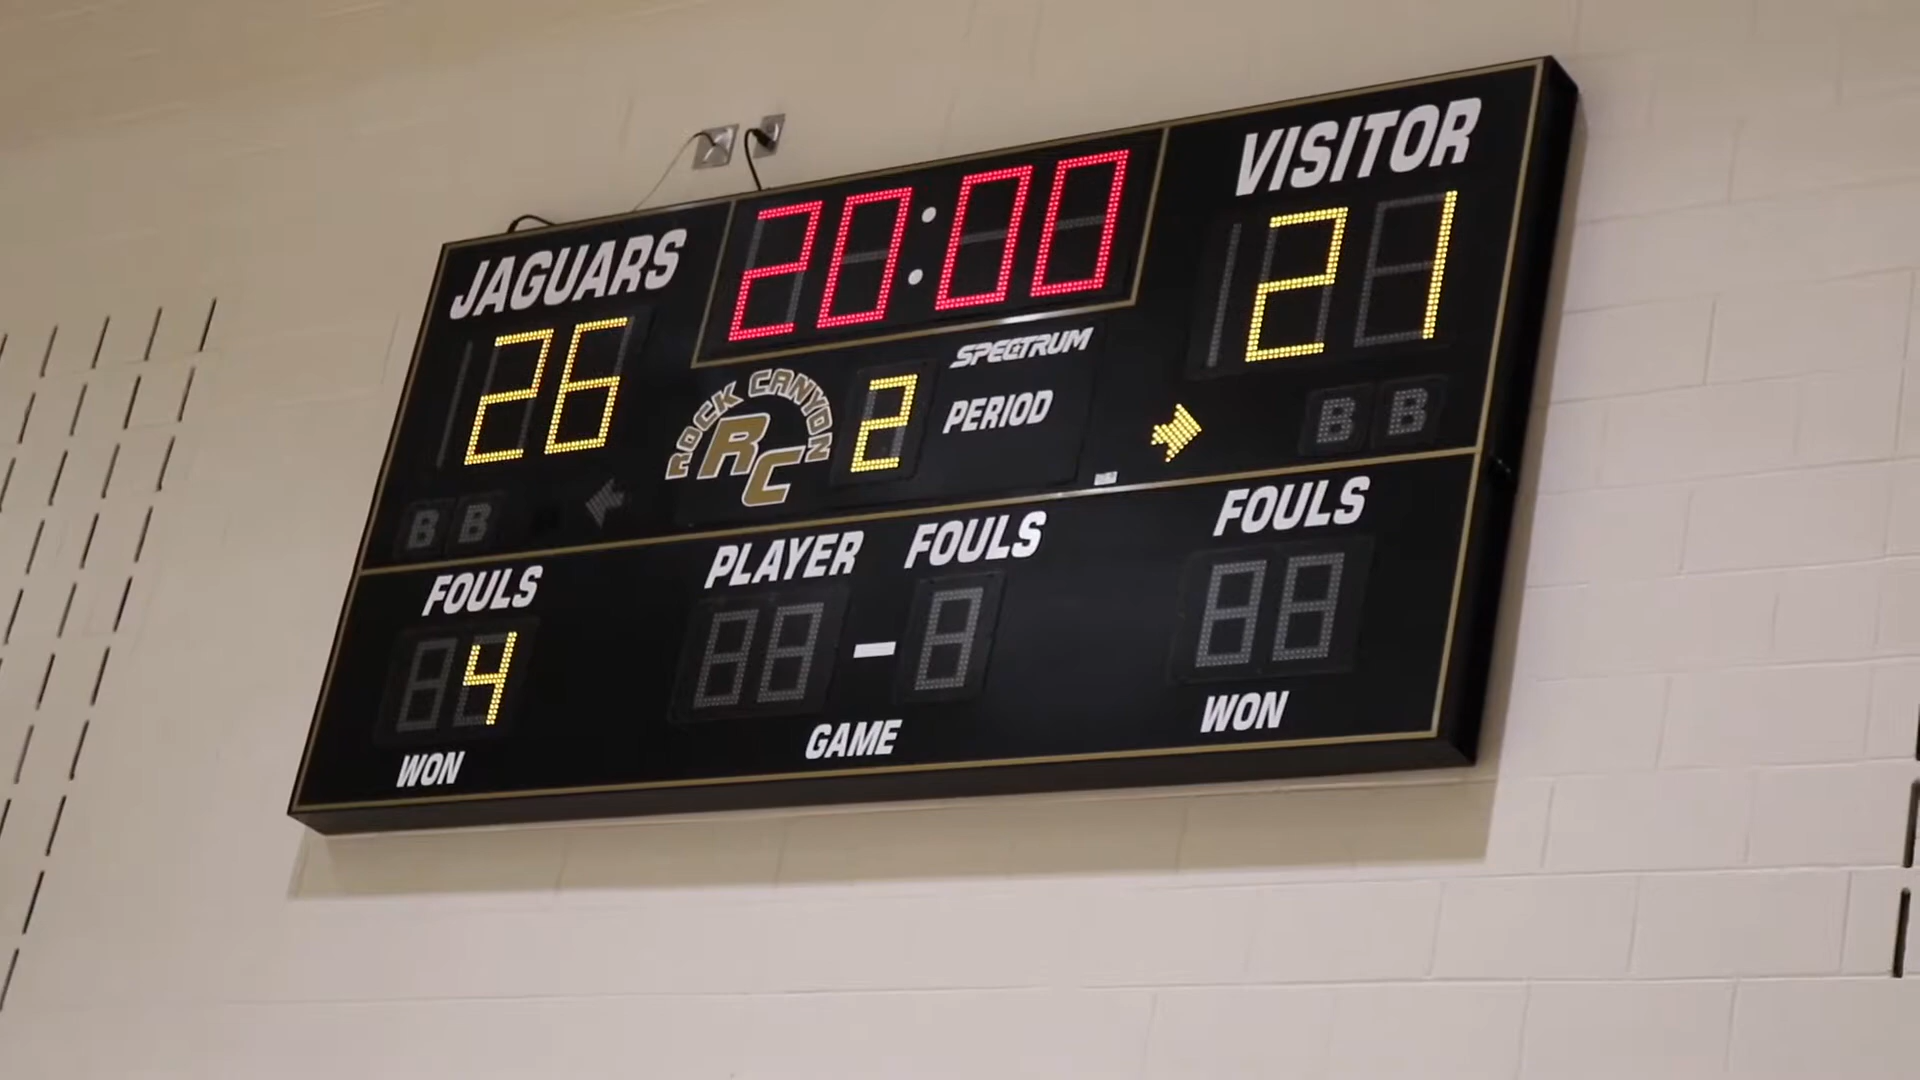 JAGUARS
20:00
VISITOR
26
21
SPECTRUM
ROCK CANYON
RC
2
PERIOD
B B
B B
FOULS
PLAYER FOULS
FOULS
4
-
WON
GAME
WON